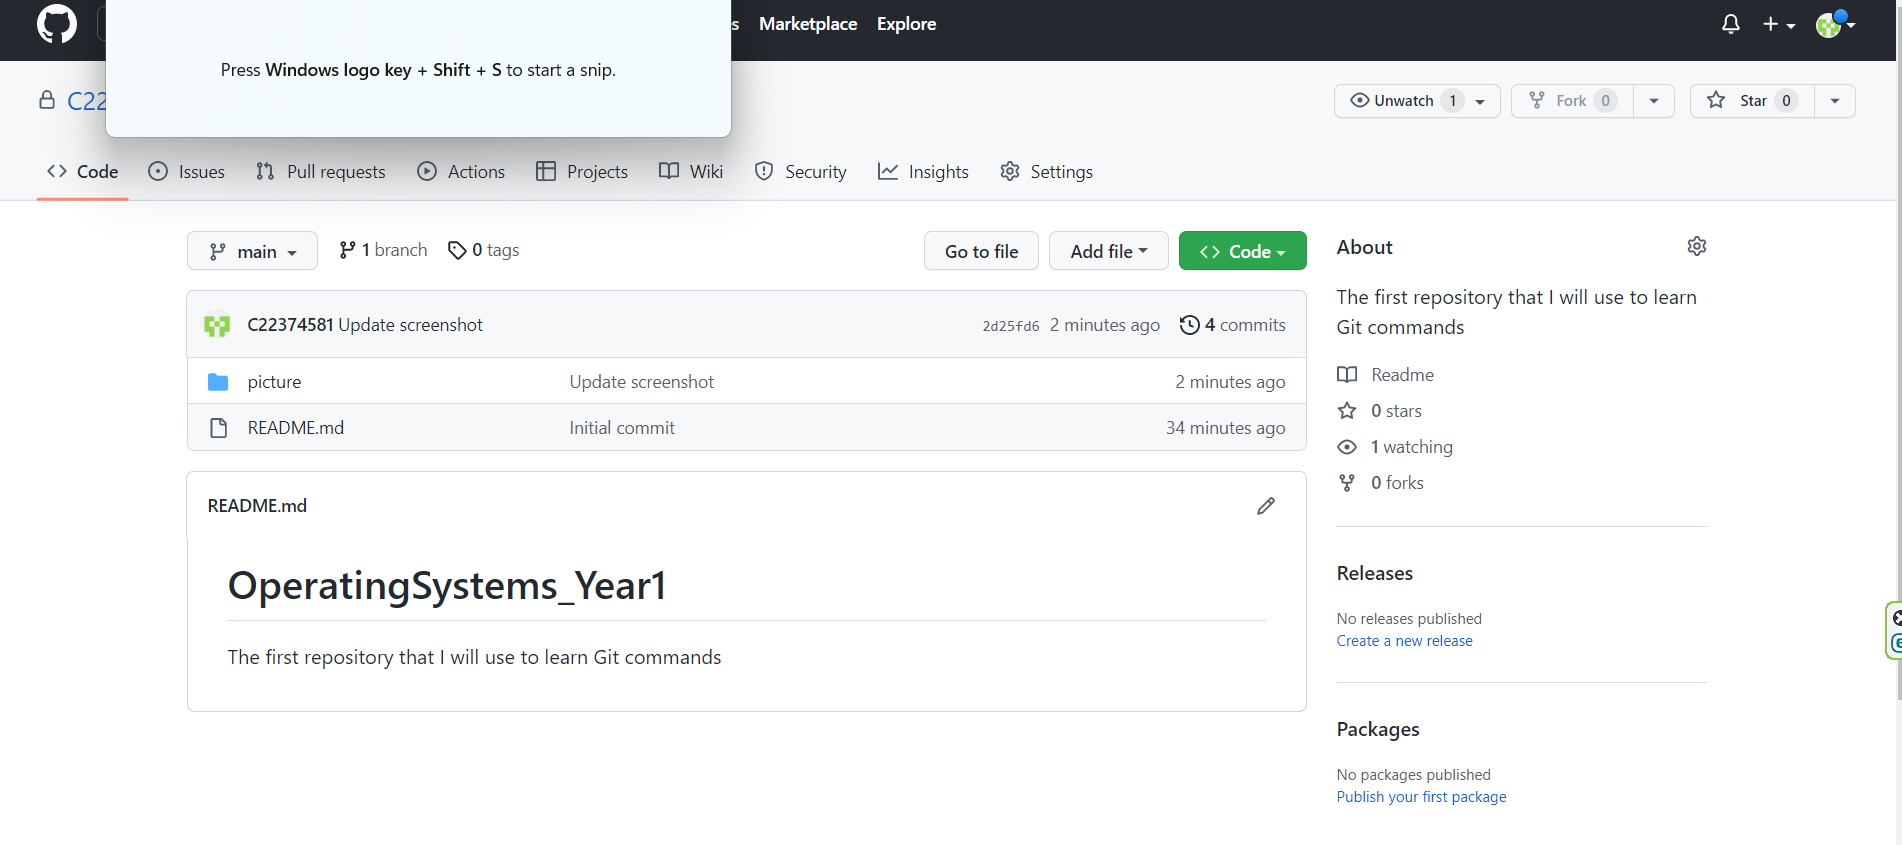 Marketplace Explore
Press Windows logo key + Shift + S to start a snip.
C22
Unwatch 1 Fork 0 Star 0
Code Issues Pull requests Actions Projects Wiki Security Insights Settings
main 1 branch 0 tags Go to file Add file Code
C22374581 Update screenshot 2d25fd6 2 minutes ago 4 commits
picture Update screenshot 2 minutes ago
README.md Initial commit 34 minutes ago
README.md
OperatingSystems_Year1
The first repository that I will use to learn Git commands
About
The first repository that I will use to learn
Git commands
Readme
0 stars
1 watching
0 forks
Releases
No releases published
Create a new release
Packages
No packages published
Publish your first package